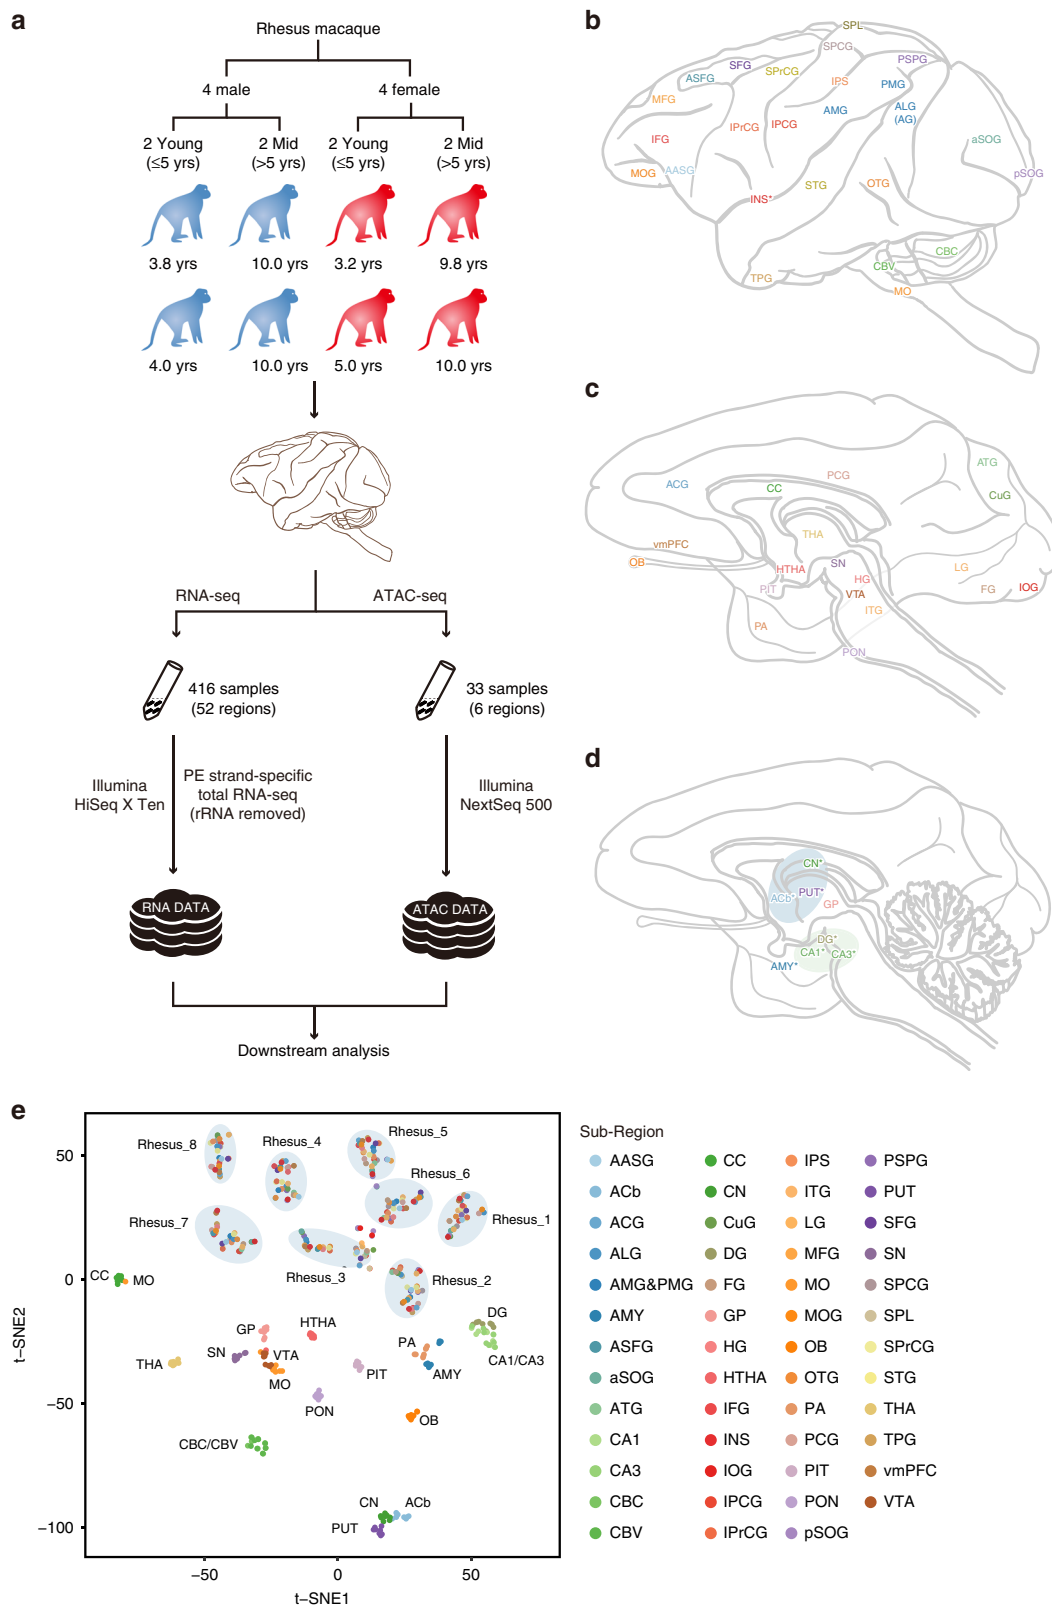 a
Rhesus macaque
4 male
4 female
2 Young
(≤5 yrs)
2 Mid
(>5 yrs)
2 Young
(≤5 yrs)
2 Mid
(>5 yrs)
3.8 yrs
10.0 yrs
3.2 yrs
9.8 yrs
4.0 yrs
10.0 yrs
5.0 yrs
10.0 yrs
RNA-seq
ATAC-seq
416 samples
(52 regions)
33 samples
(6 regions)
Illumina
HiSeq X Ten
PE strand-specific
total RNA-seq
(rRNA removed)
Illumina
NextSeq 500
RNA DATA
ATAC DATA
Downstream analysis
b
SPL
SPCG
SFG
SPrCG
PSPG
ASFG
IPS
PMG
MFG
AMG
ALG
(AG)
IPrCG
IPCG
IFG
aSOG
MOG
AASG
pSOG
STG
OTG
INS*
CBC
CBV
TPG
MO
c
ATG
PCG
ACG
CC
CuG
THA
vmPFC
OB
SN
HTHA
LG
HG
PIT
VTA
FG
IOG
ITG
PA
PON
d
CN*
PUT*
ACb*
GP
DG*
CA1*
CA3*
AMY*
e
t−SNE2
50
0
−50
−100
Rhesus_8
Rhesus_4
Rhesus_5
Rhesus_6
Rhesus_7
Rhesus_1
Rhesus_3
Rhesus_2
CC
MO
GP
HTHA
DG
SN
VTA
PA
THA
MO
PIT
AMY
CA1/CA3
PON
OB
CBC/CBV
CN
ACb
PUT
−50
0
50
t−SNE1
Sub-Region
AASG
ACb
ACG
ALG
AMG&PMG
AMY
ASFG
aSOG
ATG
CA1
CA3
CBC
CBV
CC
CN
CuG
DG
FG
GP
HG
HTHA
IFG
INS
IOG
IPCG
IPrCG
IPS
ITG
LG
MFG
MO
MOG
OB
OTG
PA
PCG
PIT
PON
pSOG
PSPG
PUT
SFG
SN
SPCG
SPL
SPrCG
STG
THA
TPG
vmPFC
VTA